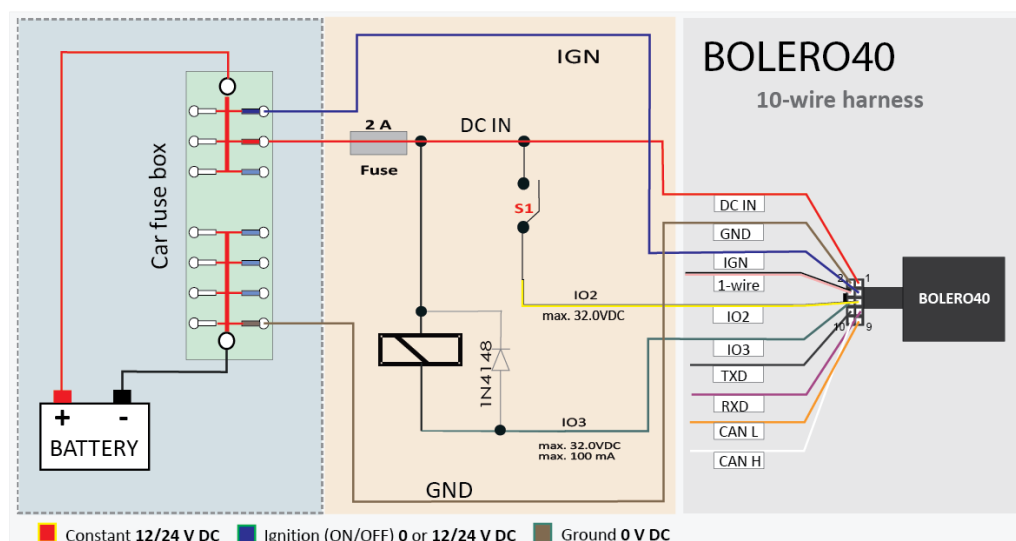 BOLERO40
10-wire harness
IGN
2 A
Fuse
DC IN
Car fuse box
S1
DC IN
GND
IGN
1-wire
IO2
IO3
TXD
RXD
CAN L
CAN H
2
1
10
9
BOLERO40
IO2
max. 32.0VDC
1N4148
IO3
max. 32.0VDC
max. 100 mA
+
-
BATTERY
GND
Constant 12/24 V DC
Ignition (ON/OFF) 0 or 12/24 V DC
Ground 0 V DC